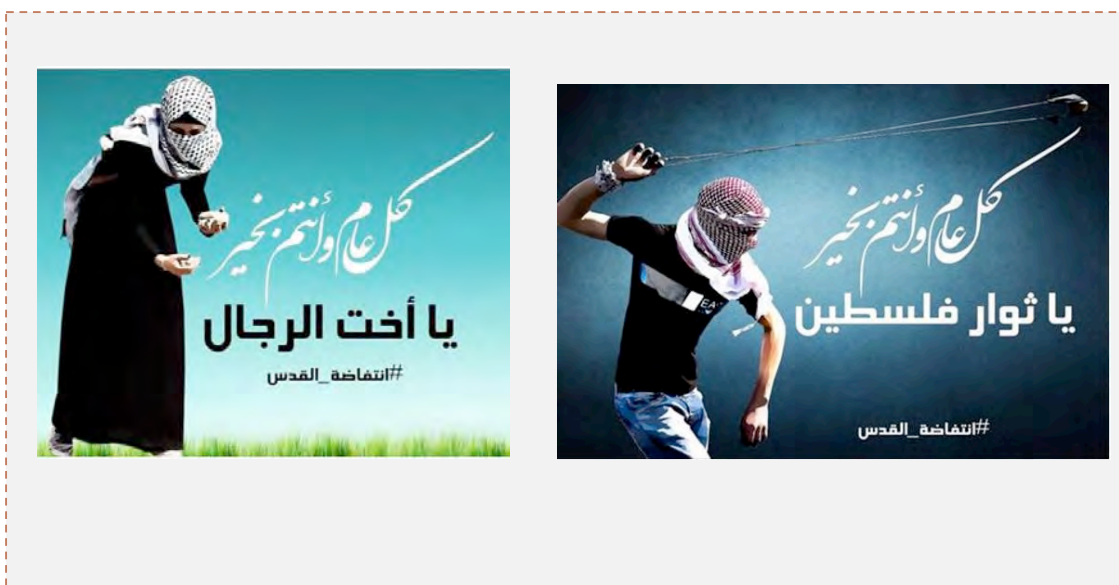 كل عام وأنتم بخير
يا أخت الرجال
#انتفاضة_القدس
كل عام وأنتم بخير
يا ثوار فلسطين
#انتفاضة_القدس